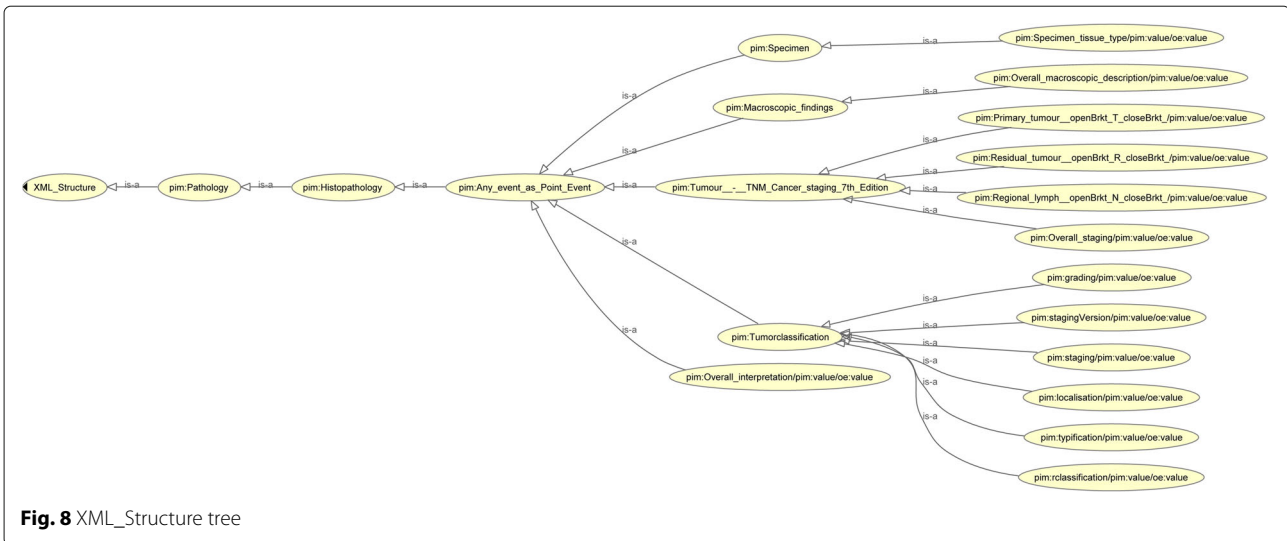 pim:Specimen
is-a
pim:Specimen_tissue_type/pim:value/oe:value
is-a
pim:Overall_macroscopic_description/pim:value/oe:value
is-a
pim:Macroscopic_findings
is-a
pim:Primary_tumour__openBrkt_T_closeBrkt_/pim:value/oe:value
is-a
pim:Residual_tumour__openBrkt_R_closeBrkt_/pim:value/oe:value
is-a
XML_Structure
is-a
pim:Pathology
is-a
pim:Histopathology
is-a
pim:Any_event_as_Point_Event
is-a
pim:Tumour__-__TNM_Cancer_staging_7th_Edition
is-a
pim:Regional_lymph__openBrkt_N_closeBrkt_/pim:value/oe:value
is-a
pim:Overall_staging/pim:value/oe:value
is-a
pim:grading/pim:value/oe:value
is-a
pim:stagingVersion/pim:value/oe:value
is-a
pim:Tumorclassification
is-a
pim:staging/pim:value/oe:value
is-a
pim:Overall_interpretation/pim:value/oe:value
is-a
pim:localisation/pim:value/oe:value
is-a
pim:typification/pim:value/oe:value
is-a
pim:rclassification/pim:value/oe:value
Fig. 8 XML_Structure tree